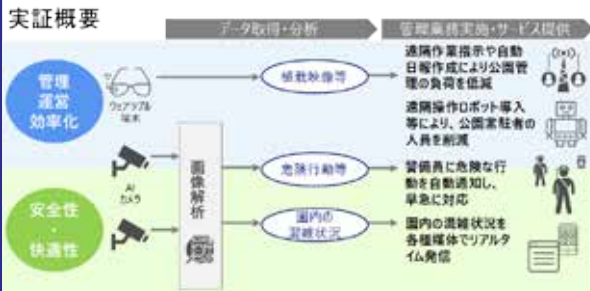 実証概要
データ取得・分析
管理業務実施・サービス提供
管理
運営
効率化
ウェアラブル
端末
植栽映像等
遠隔作業指示や自動
日報作成により公園管
理の負荷を低減
遠隔操作ロボット導入
等により、公園常駐者の
人員を削減
AI
カメラ
画像解析
危険行動等
警備員に危険な行
動を自動通知し、
早急に対応
安全性
・
快適性
園内の
混雑状況
園内の混雑状況を
各種媒体でリアルタ
イム発信